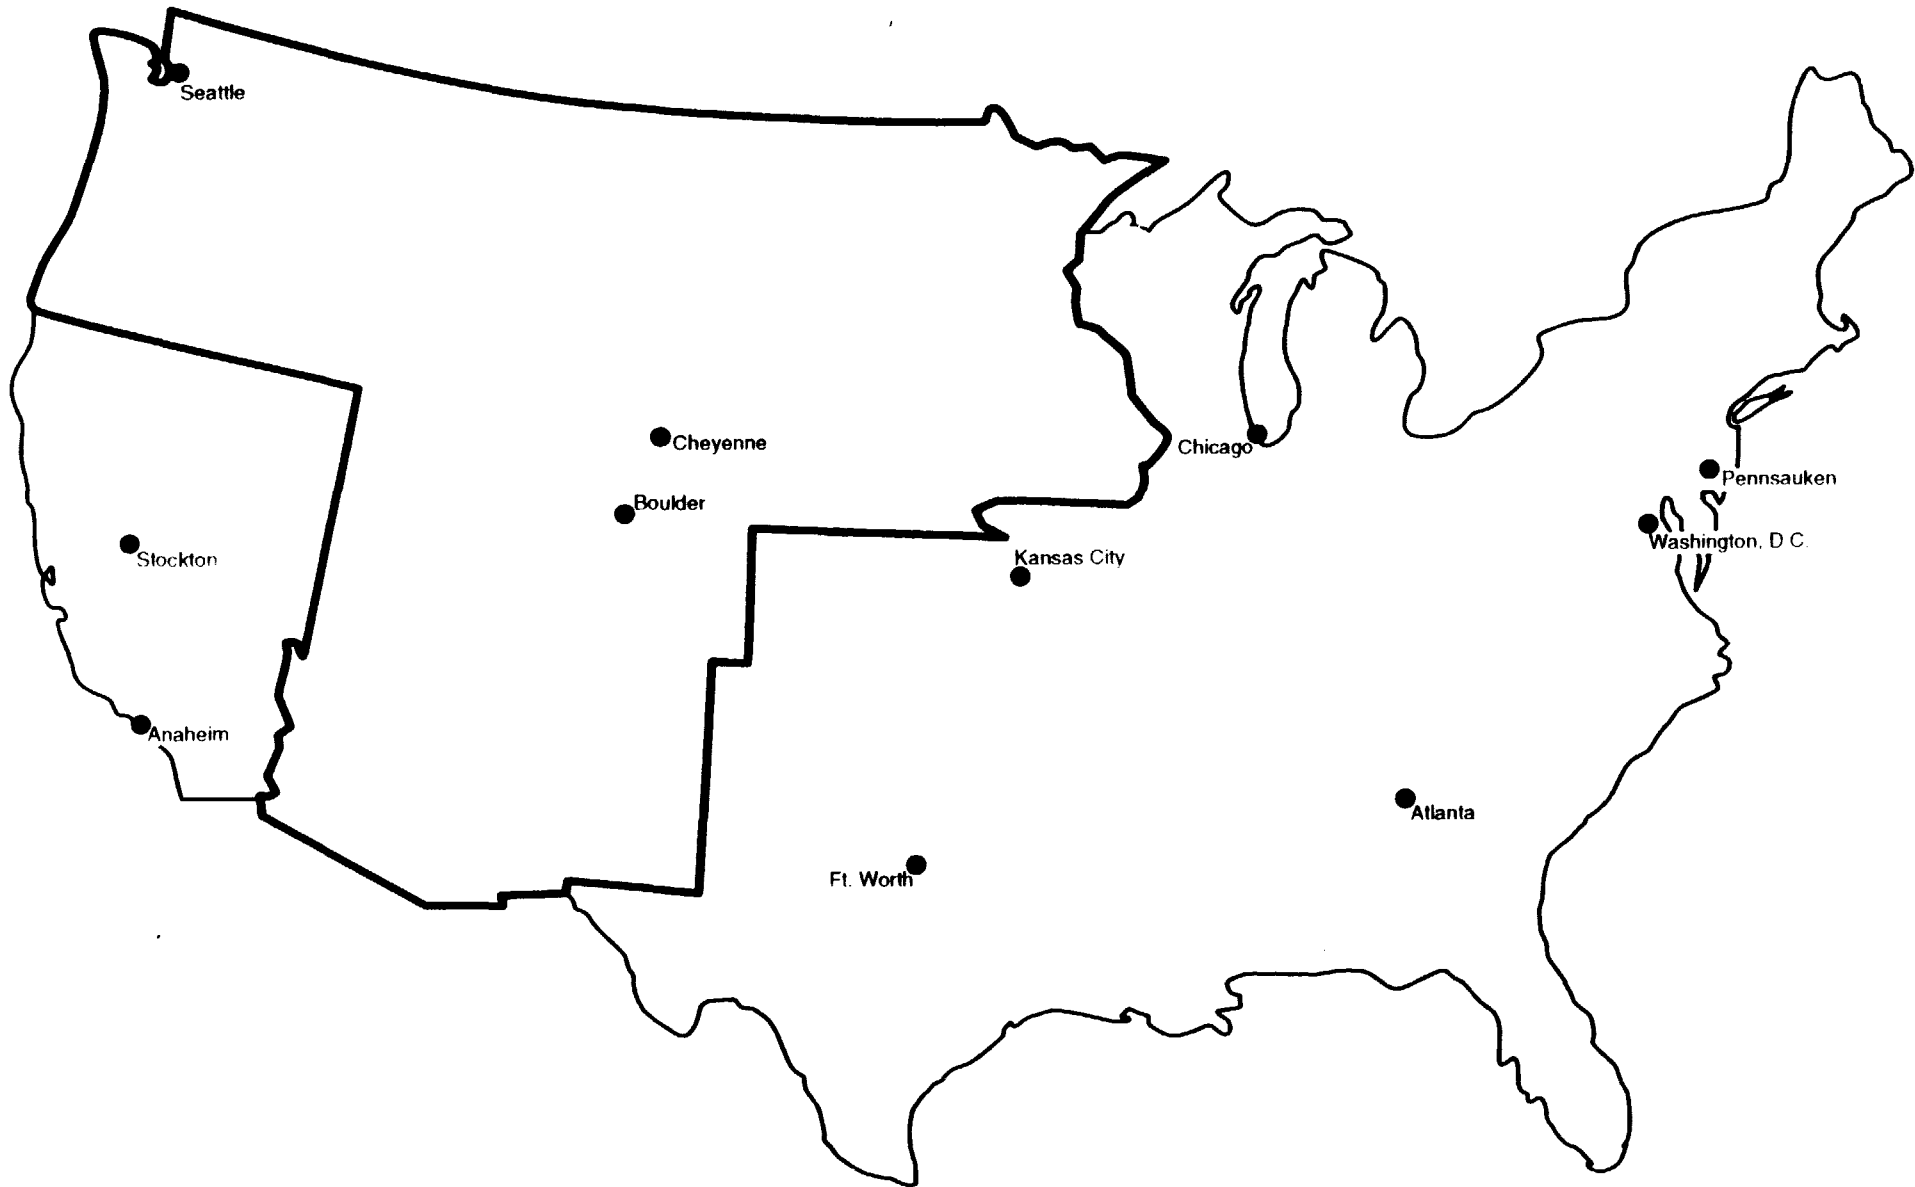 Seattle
Cheyenne
Chicago
Pennsauken
Boulder
Washington, D C.
Stockton
Kansas City
Anaheim
Atlanta
Ft. Worth